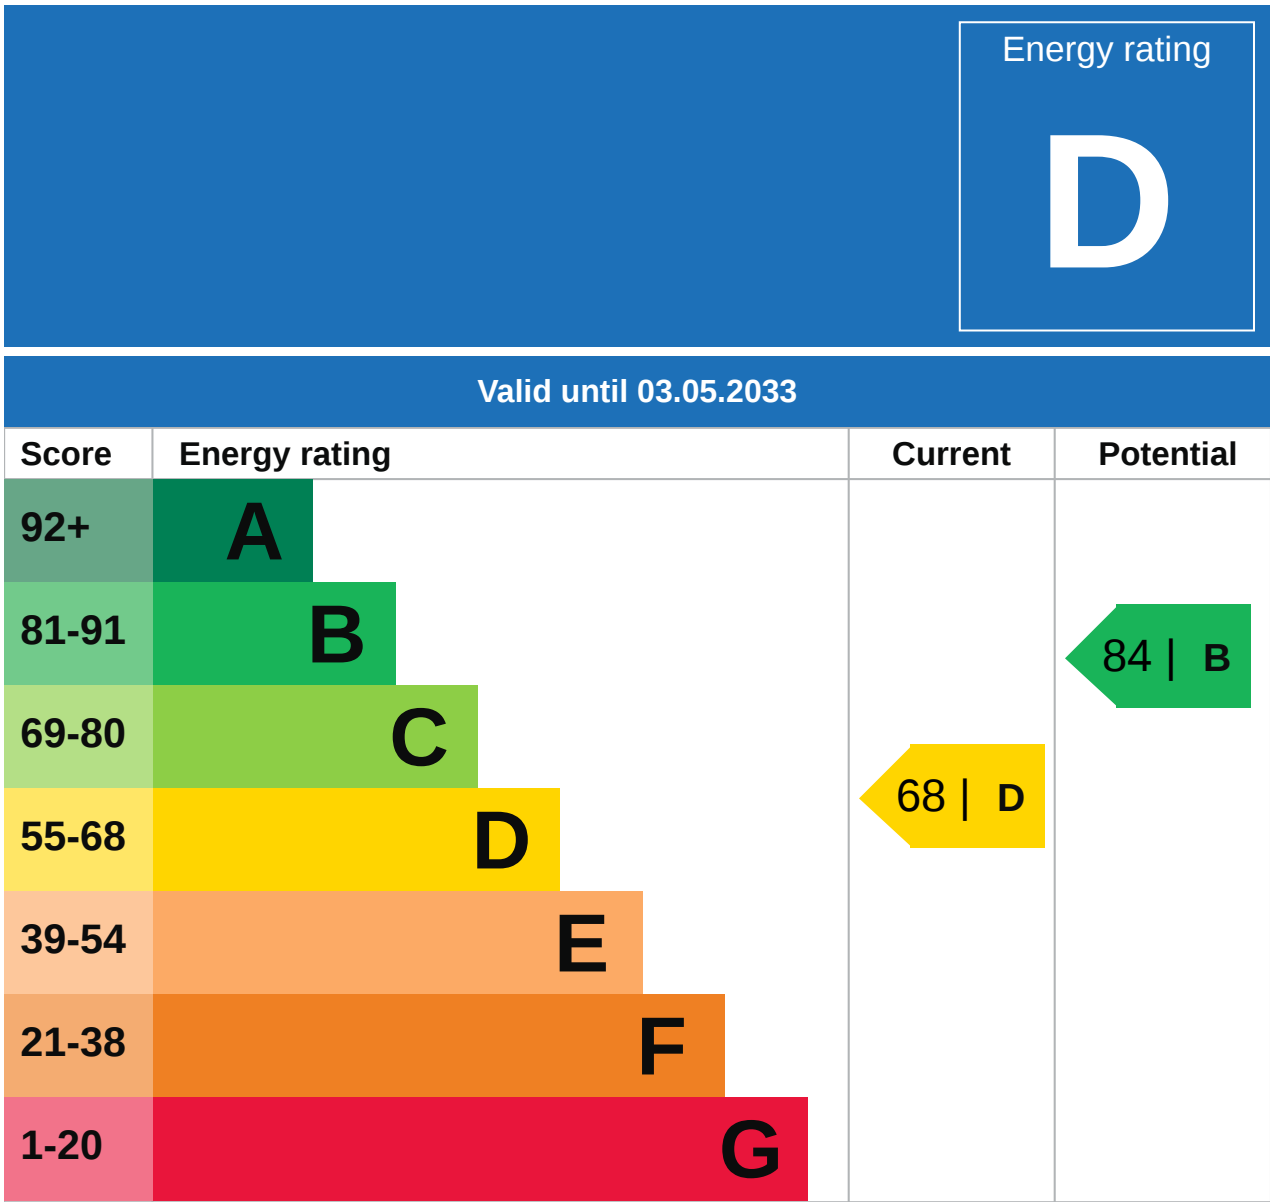 Energy rating
D
Valid until 03.05.2033
Score Energy rating Current Potential
92+ A
81-91 B 84 | B
69-80 C
55-68 D 68 | D
39-54 E
21-38 F
1-20 G